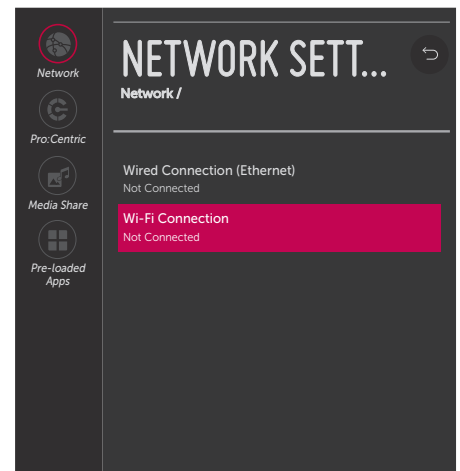 Network
Pro:Centric
Media Share
Pre-loaded
Apps
NETWORK SETT...
Network /
Wired Connection (Ethernet)
Not Connected
Wi-Fi Connection
Not Connected